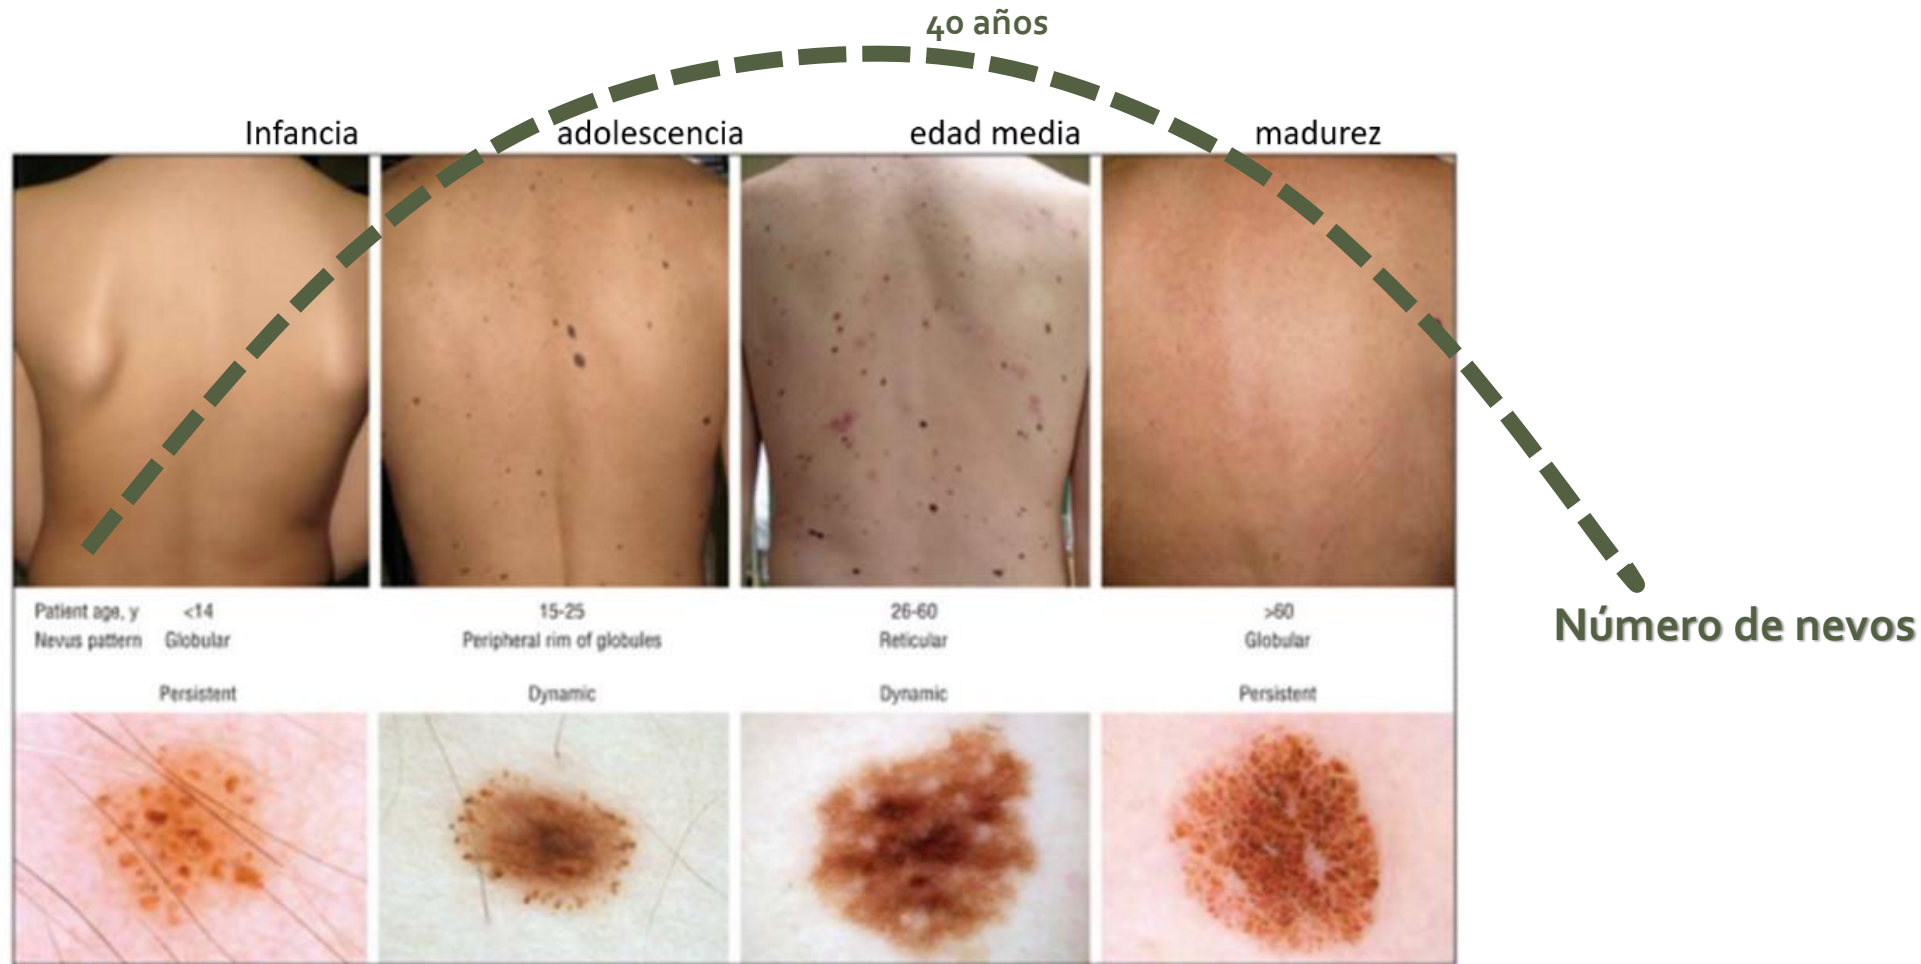 40 años
Infancia adolescencia edad media madurez
Patient age, y <14 15-25 26-60 >60
Nevus pattern Globular Peripheral rim of globules Reticular Globular
Persistent Dynamic Dynamic Persistent
Número de nevos